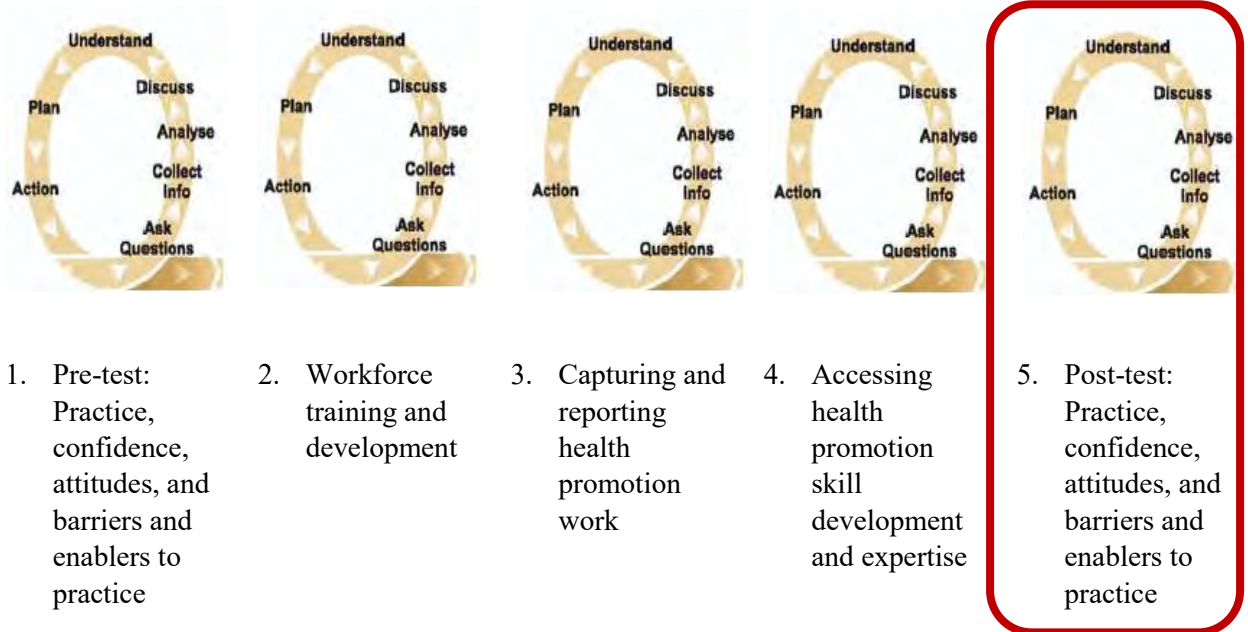 Understand
Discuss
Plan
Analyse
Collect
Info
Action
Ask
Questions
Understand
Discuss
Plan
Analyse
Collect
Info
Action
Ask
Questions
Understand
Discuss
Plan
Analyse
Collect
Info
Action
Ask
Questions
Understand
Discuss
Plan
Analyse
Collect
Info
Action
Ask
Questions
Understand
Discuss
Plan
Analyse
Collect
Info
Action
Ask
Questions
1. Pre-test:
Practice,
confidence,
attitudes, and
barriers and
enablers to
practice
2. Workforce
training and
development
3. Capturing and
reporting
health
promotion
work
4. Accessing
health
promotion
skill
development
and expertise
5. Post-test:
Practice,
confidence,
attitudes, and
barriers and
enablers to
practice